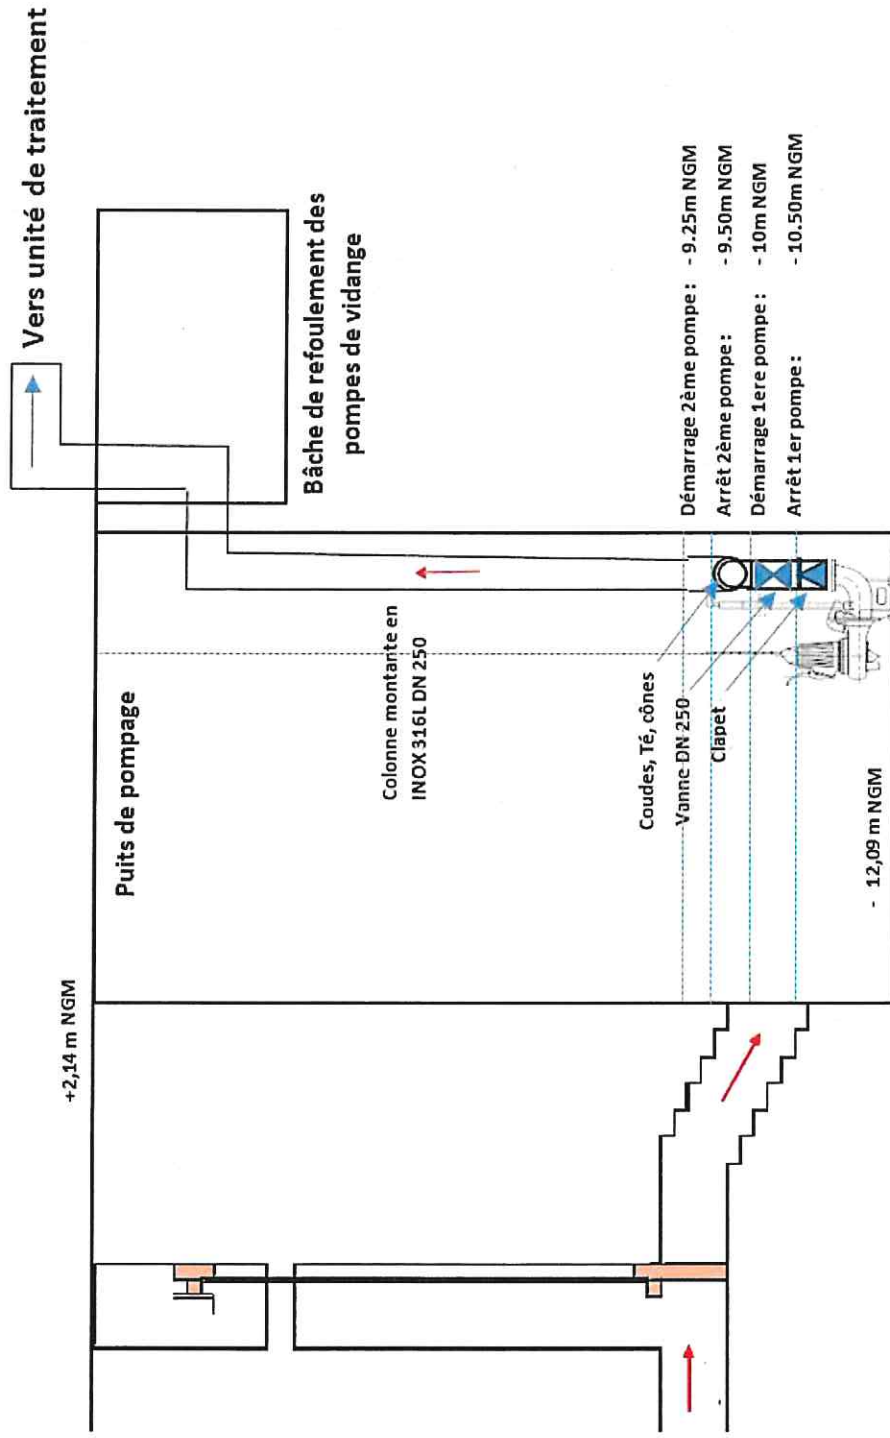 Vers unité de traitement
+2,14 m NGM
Puits de pompage
Bâche de refoulement des
pompes de vidange
Colonne montante en
INOX 316L DN 250
Coudes, Té, cônes
Vanne DN 250
Clapet
Démarrage 2ème pompe : - 9.25m NGM
Arrêt 2ème pompe : - 9.50m NGM
Démarrage 1ere pompe : - 10m NGM
Arrêt 1er pompe : - 10.50m NGM
- 12,09 m NGM